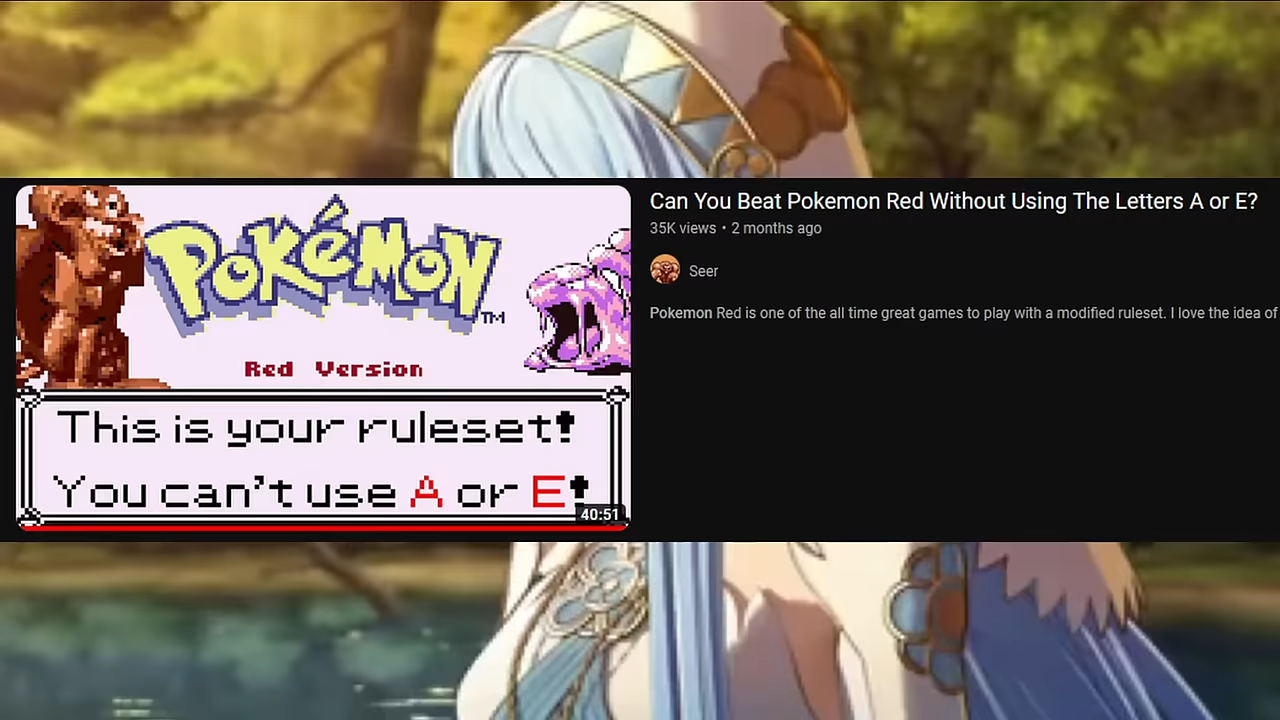 Can You Beat Pokemon Red Without Using The Letters A or E?
35K views • 2 months ago
Seer
Pokemon Red is one of the all time great games to play with a modified ruleset. I love the idea of
POKéMON
TM
Red Version
This is your ruleset!
You can't use A or E!
40:51